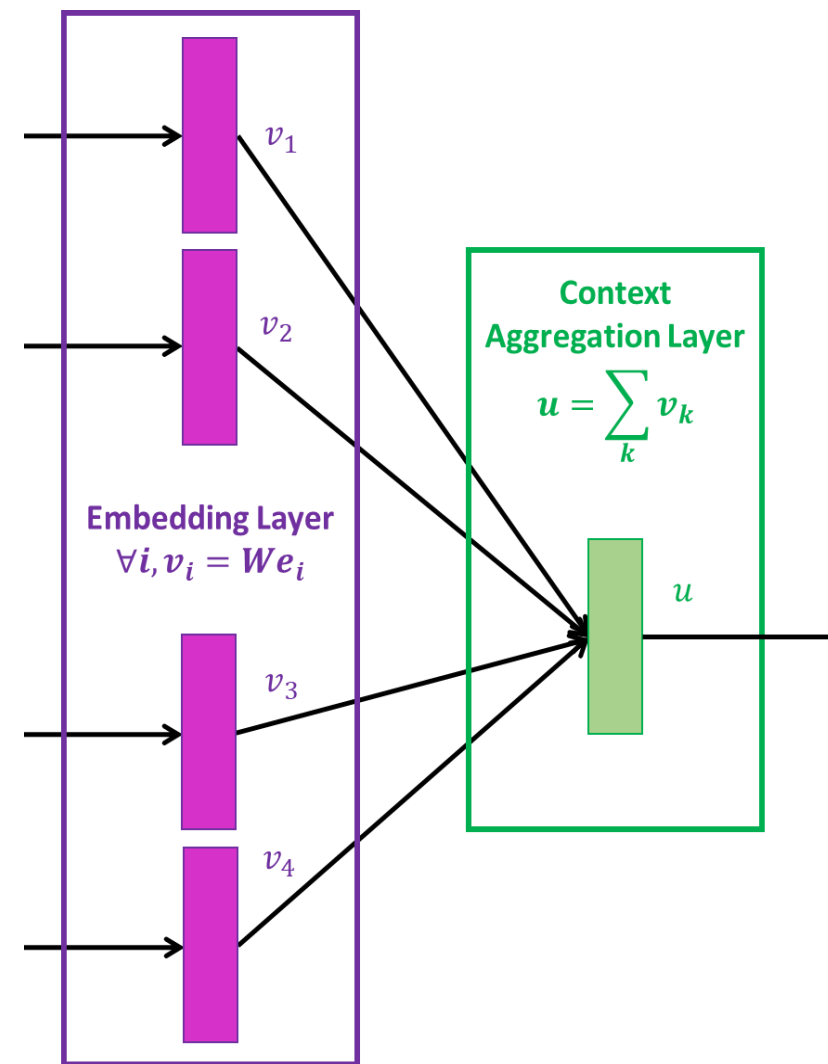 v₁
v₂
Embedding Layer
∀i, vᵢ = Weᵢ
v₃
v₄
Context
Aggregation Layer
u = ∑ₖ vₖ
u